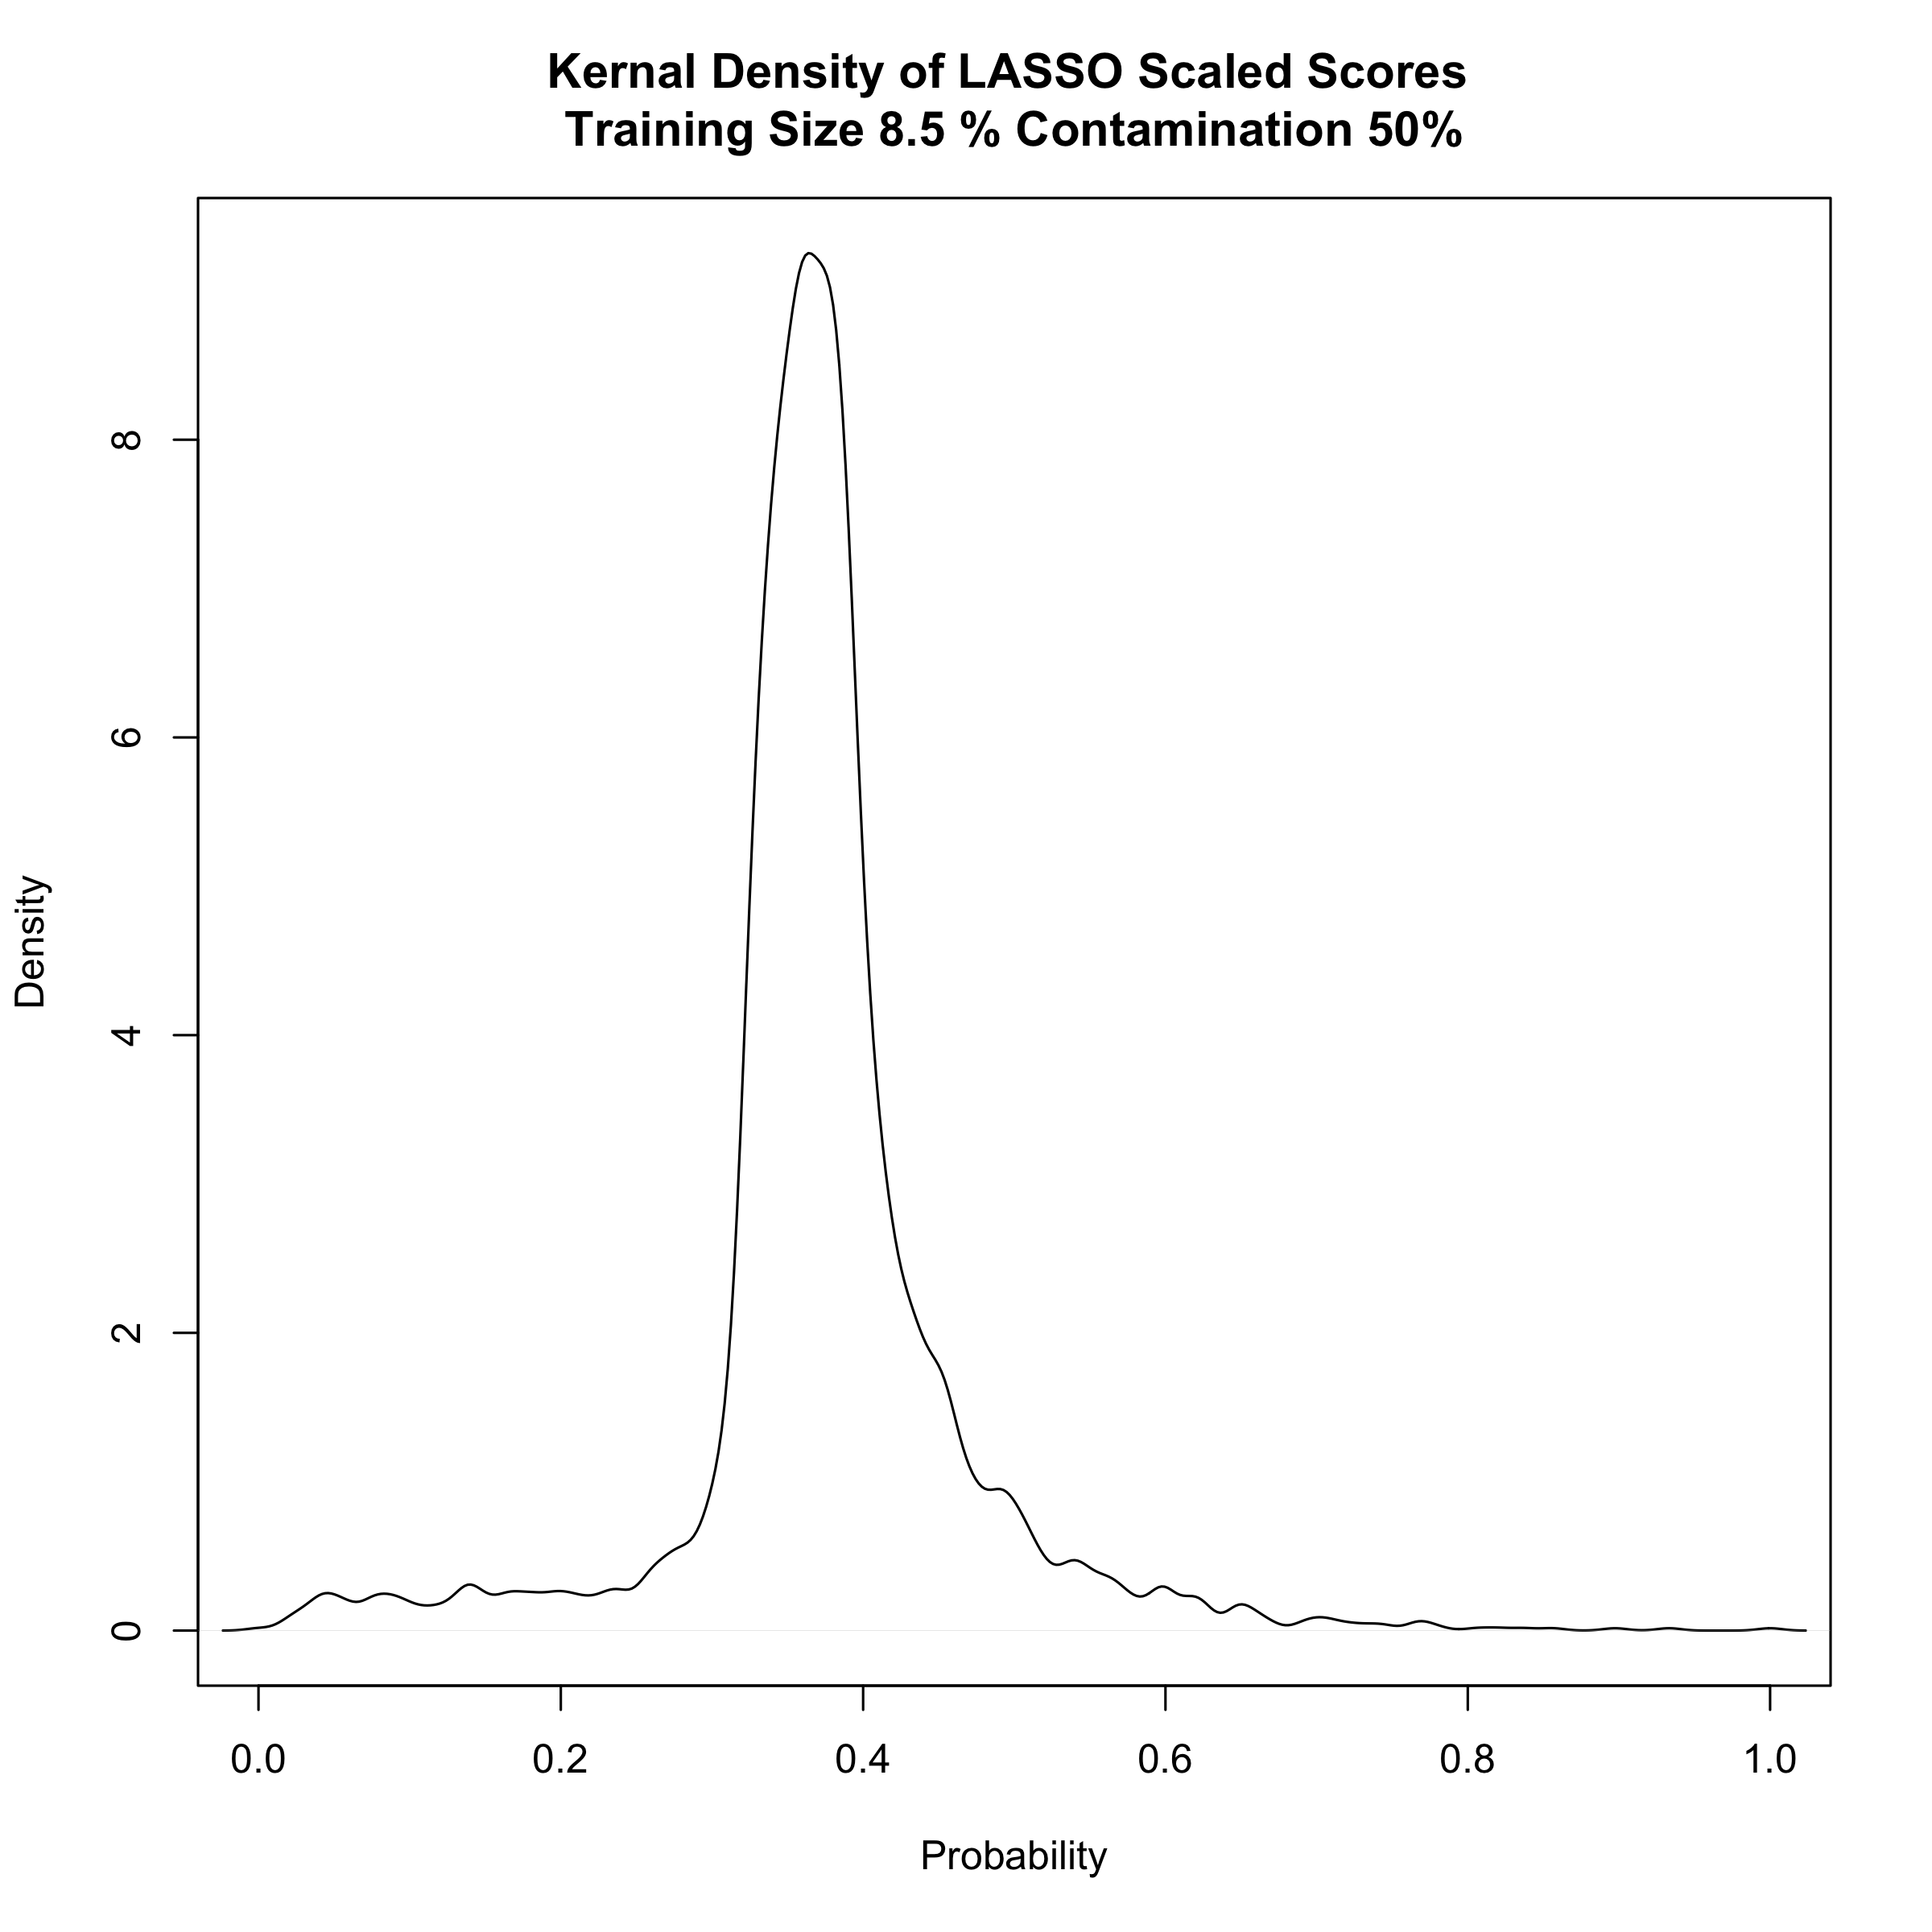 Kernal Density of LASSO Scaled Scores
Training Size 8.5 % Contamination 50%
Density
8
6
4
2
0
0.0 0.2 0.4 0.6 0.8 1.0
Probability